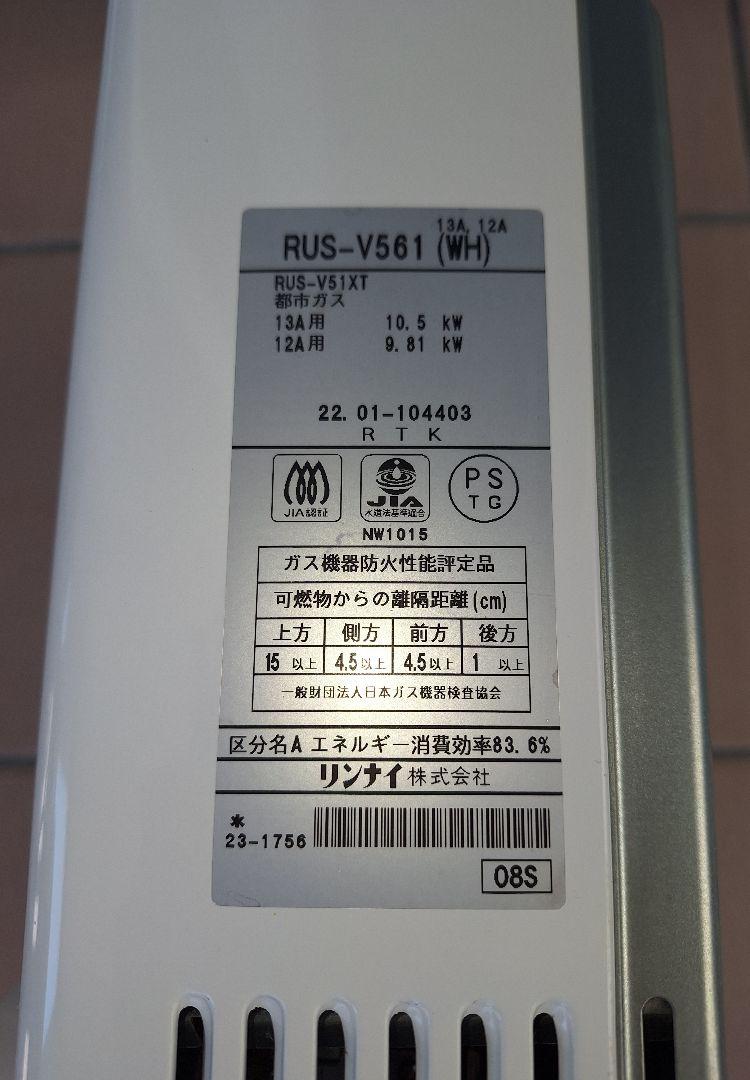 13A, 12A
RUS-V561 (WH)
RUS-V51XT
都市ガス
13A用 10.5 kW
12A用 9.81 kW
22. 01-104403
R T K
JIA認証
JIA
水道法基準適合
PS
TG
NW1015
ガス機器防火性能評定品
可燃物からの離隔距離(cm)
上方 側方 前方 後方
15 以上 4.5以上 4.5以上 1 以上
一般財団法人日本ガス機器検査協会
区分名A エネルギー消費効率83.6%
リンナイ株式会社
*
23-1756
08S